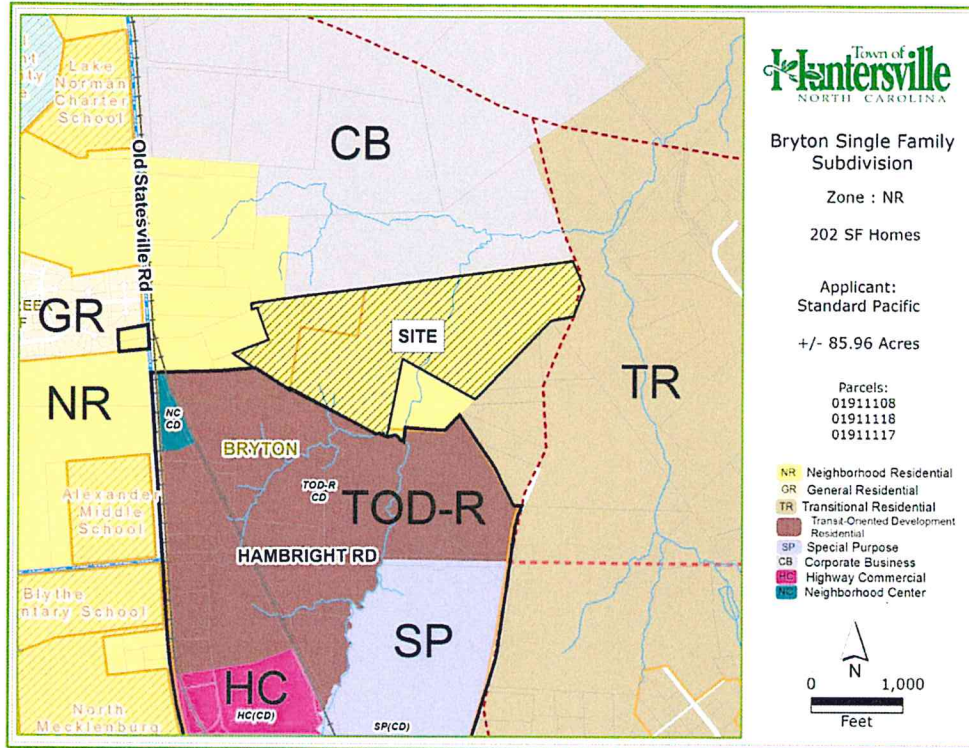 Lake
Norman
Charter
School
Old Statesville Rd
CB
GR
SITE
NR
TR
NC
CD
BRYTON
TOD-R
CD
TOD-R
Alexander
Middle
School
HAMBRIGHT RD
Blythe
ntary School
SP
HC
HC(CD)
SP(CD)
North
Mecklenburg
Town of
Huntersville
NORTH CAROLINA
Bryton Single Family
Subdivision
Zone : NR
202 SF Homes
Applicant:
Standard Pacific
+/- 85.96 Acres
Parcels:
01911108
01911118
01911117
NR Neighborhood Residential
GR General Residential
TR Transitional Residential
Transit-Oriented Development
Residential
SP Special Purpose
CB Corporate Business
HC Highway Commercial
NC Neighborhood Center
N
0 1,000
Feet